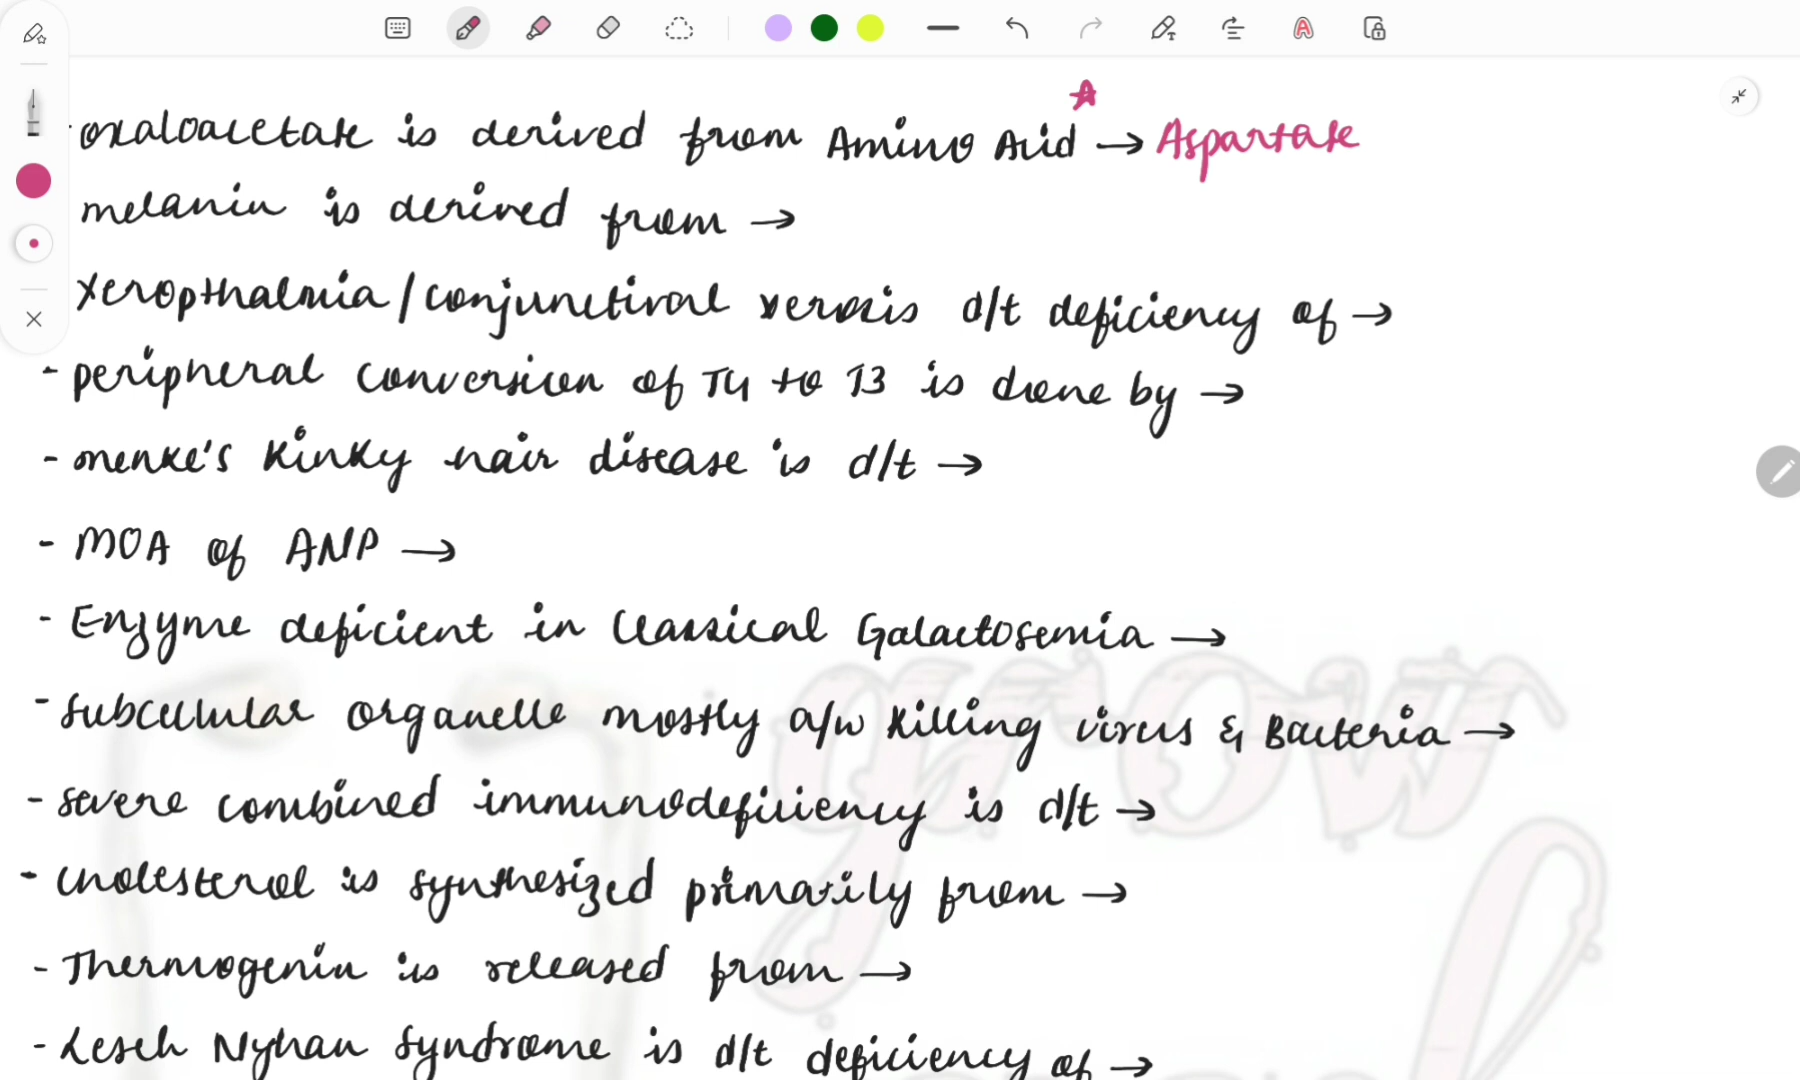 oxaloacetate is derived from Amino Acid → Aspartate
melanin is derived from →
Xeropthalmia/conjunctival xerosis d/t deficiency of →
- peripheral conversion of T4 to T3 is done by →
- menke's Kinky hair disease is d/t →
- MOA of ANP →
- Enzyme deficient in Classical Galactosemia →
- subcellular organelle mostly a/w killing virus & Bacteria →
- severe combined immunodeficiency is d/t →
- cholesterol is synthesized primarily from →
- Thermogenin is released from →
- Lesch Nyhan Syndrome is d/t deficiency of →
grow